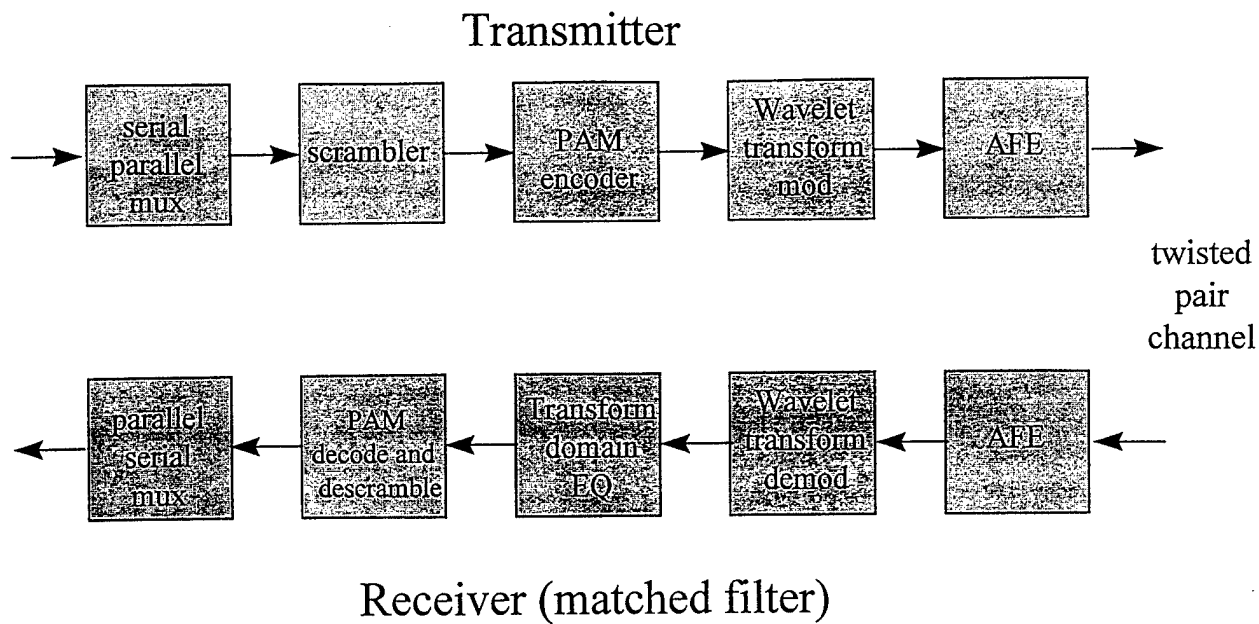 Transmitter
serial
parallel
mux
scrambler
PAM
encoder
Wavelet
transform
mod
AFE
twisted
pair
channel
parallel
serial
mux
PAM
decode and
descramble
Transform
domain
EQ
Wavelet
transform
demod
AFE
Receiver (matched filter)